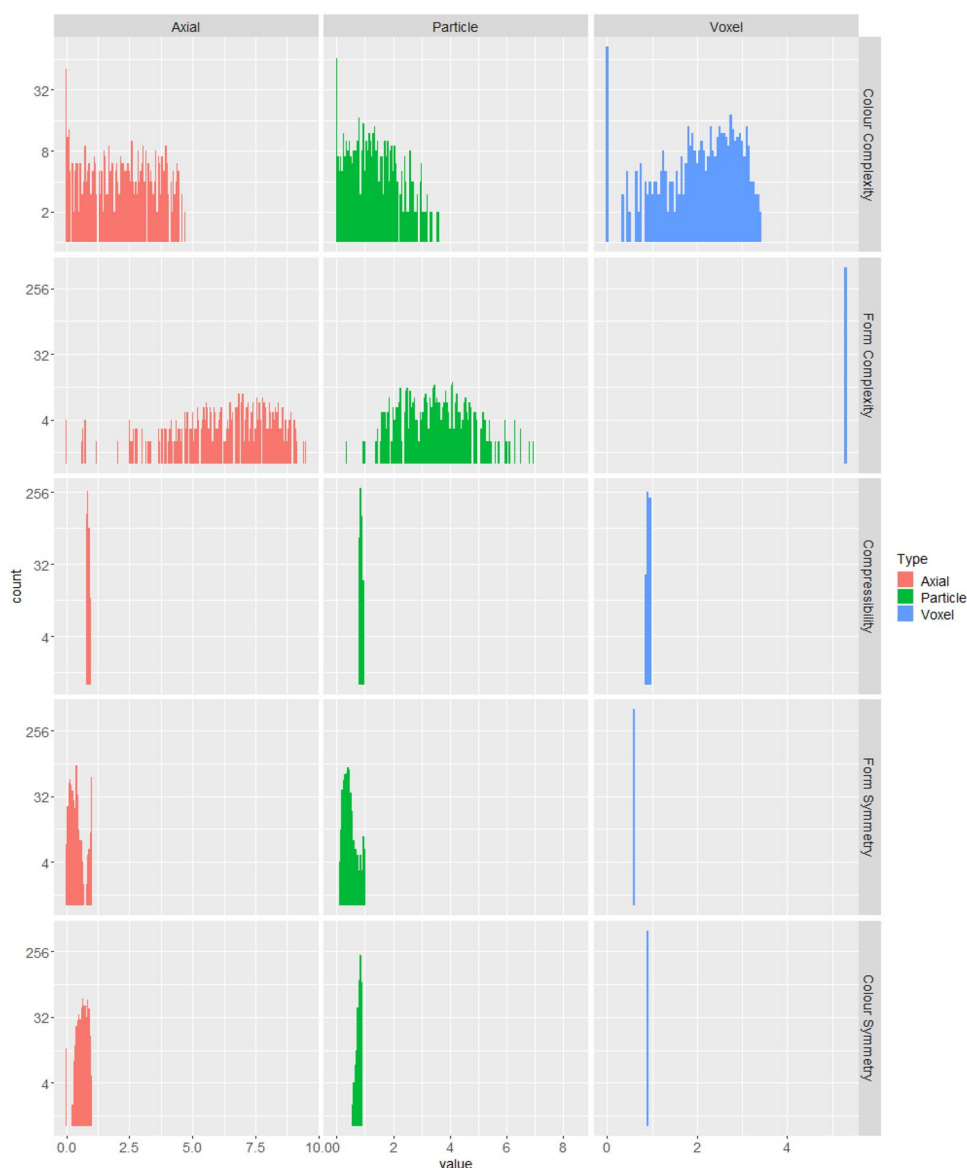 Axial Particle Voxel
32
8
2
Colour Complexity
256
32
4
Form Complexity
256
32
4
Compressibility
count
256
32
4
Form Symmetry
256
32
4
Colour Symmetry
0.0 2.5 5.0 7.5 10.0 0 2 4 6 8 0 2 4
value
Type
Axial
Particle
Voxel